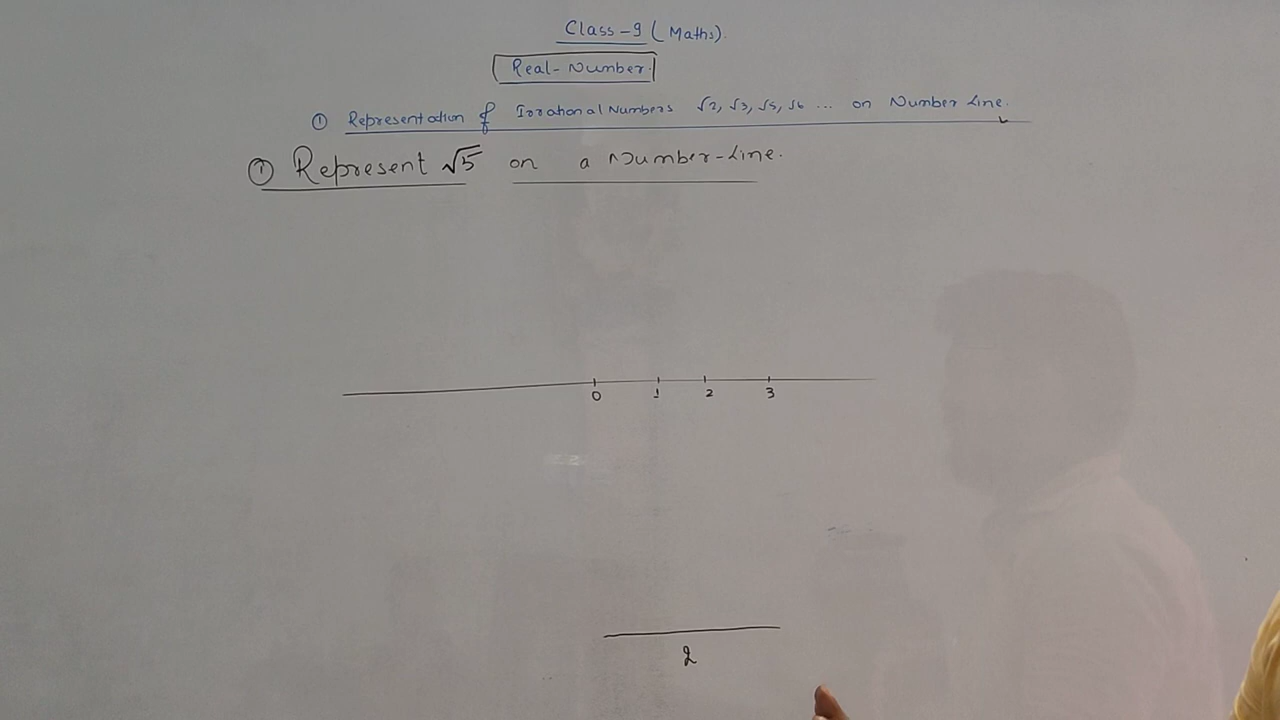 Class-9 (Maths).
Real-Number.
① Representation of Irrational Numbers √2, √3, √5, √6 ... on Number Line.
① Represent √5 on a Number-Line.
0 1 2 3
2